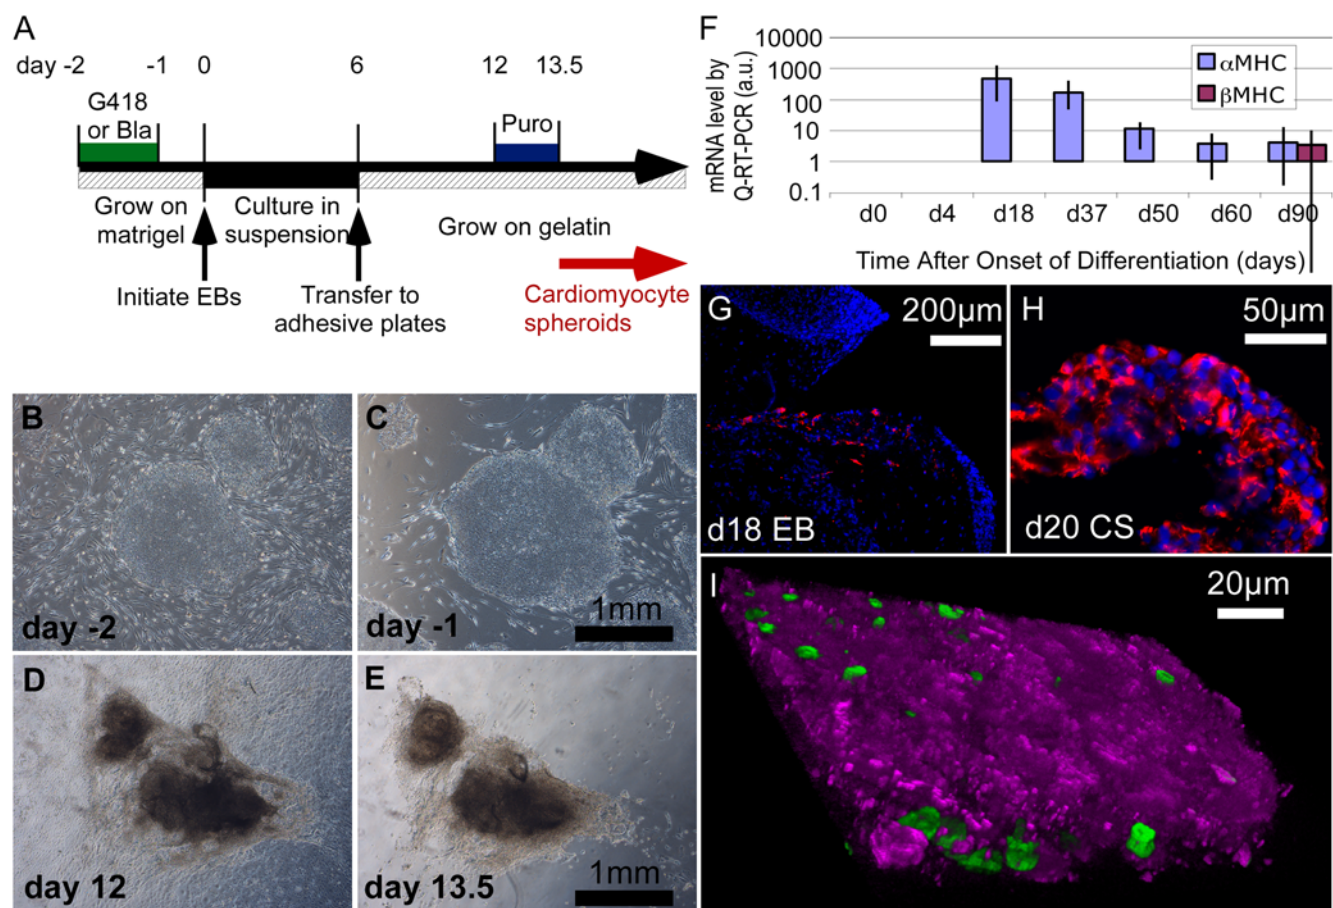 A
day -2
-1
0
6
12
13.5
G418
or Bla
Puro
Grow on
matrigel
Culture in
suspension
Grow on gelatin
Initiate EBs
Transfer to
adhesive plates
Cardiomyocyte
spheroids
F
mRNA level by
Q-RT-PCR (a.u.)
10000
1000
100
10
1
0.1
αMHC
βMHC
d0
d4
d18
d37
d50
d60
d90
Time After Onset of Differentiation (days)
B
day -2
C
day -1
1mm
D
day 12
E
day 13.5
1mm
G
200µm
d18 EB
H
50µm
d20 CS
I
20µm